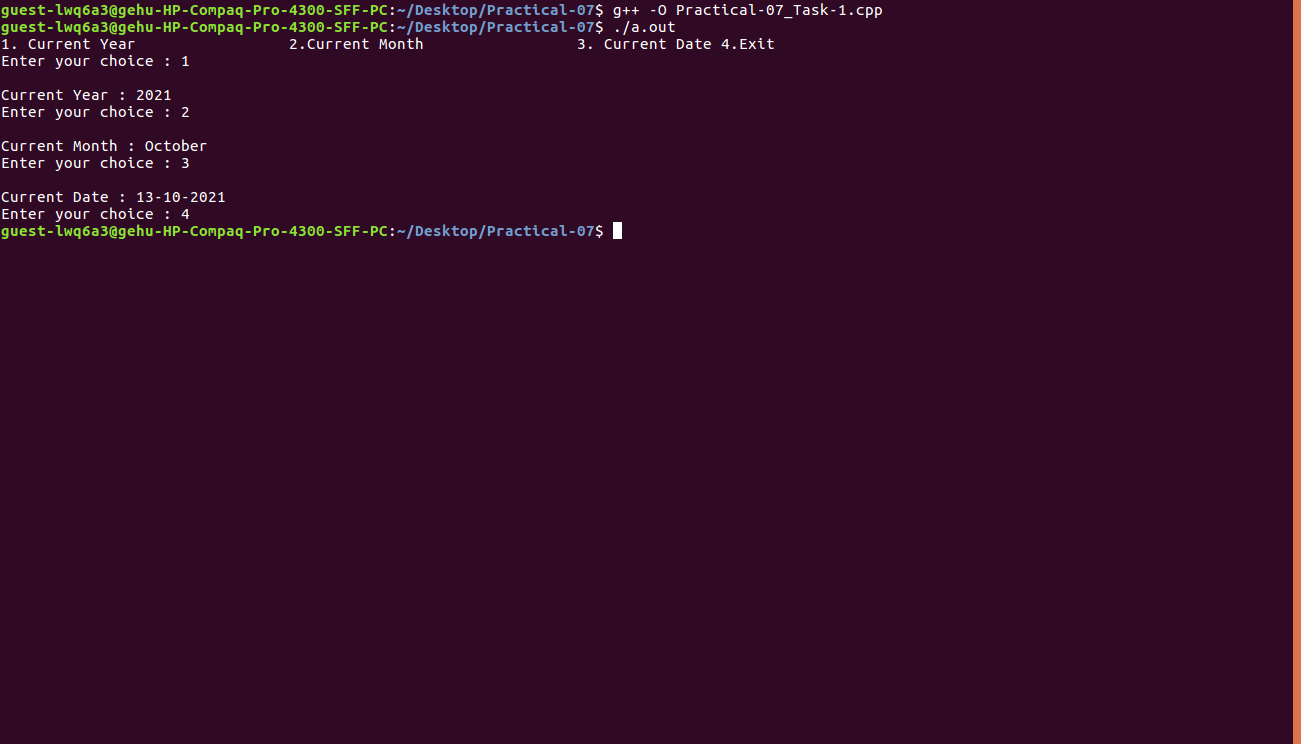 guest-lwq6a3@gehu-HP-Compaq-Pro-4300-SFF-PC:~/Desktop/Practical-07$ g++ -O Practical-07_Task-1.cpp
guest-lwq6a3@gehu-HP-Compaq-Pro-4300-SFF-PC:~/Desktop/Practical-07$ ./a.out
1. Current Year                 2.Current Month                 3. Current Date 4.Exit
Enter your choice : 1
Current Year : 2021
Enter your choice : 2
Current Month : October
Enter your choice : 3
Current Date : 13-10-2021
Enter your choice : 4
guest-lwq6a3@gehu-HP-Compaq-Pro-4300-SFF-PC:~/Desktop/Practical-07$